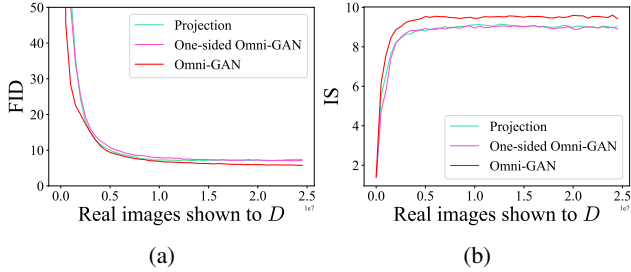 50
40
30
20
10
0
FID
Projection
One-sided Omni-GAN
Omni-GAN
0.0 0.5 1.0 1.5 2.0 2.5
1e7
Real images shown to D
(a)
10
8
6
4
2
IS
Projection
One-sided Omni-GAN
Omni-GAN
0.0 0.5 1.0 1.5 2.0 2.5
1e7
Real images shown to D
(b)